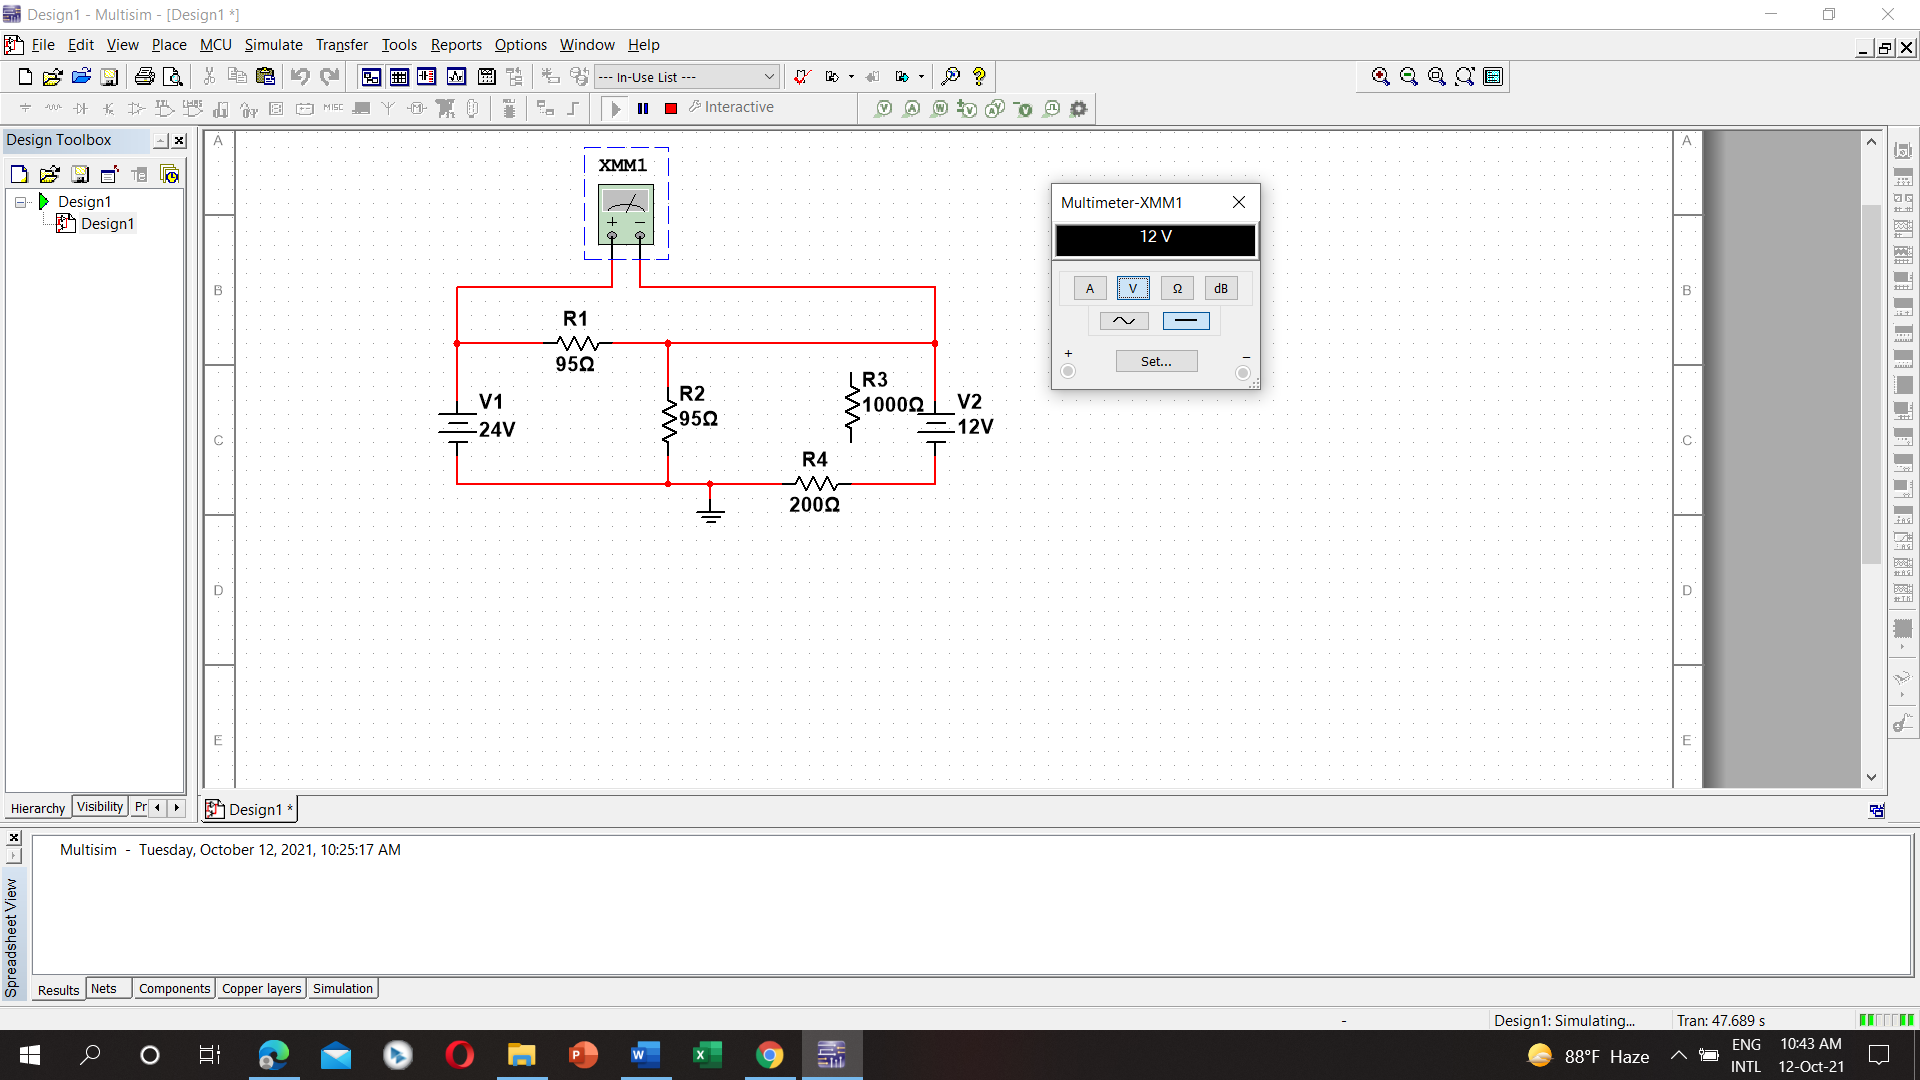 Design1 - Multisim - [Design1 *]
File Edit View Place MCU Simulate Transfer Tools Reports Options Window Help
--- In-Use List ---
MISC
Interactive
Design Toolbox
Design1
Design1
A
B
C
D
E
XMM1
+ −
R1
95Ω
R2
95Ω
R3
1000Ω
V1
24V
V2
12V
R4
200Ω
Multimeter-XMM1
12 V
A V Ω dB
+ Set... −
A
B
C
D
E
Hierarchy Visibility Pr
Design1 *
Multisim - Tuesday, October 12, 2021, 10:25:17 AM
Spreadsheet View
Results Nets Components Copper layers Simulation
- Design1: Simulating... Tran: 47.689 s
88°F Haze
ENG
INTL
10:43 AM
12-Oct-21